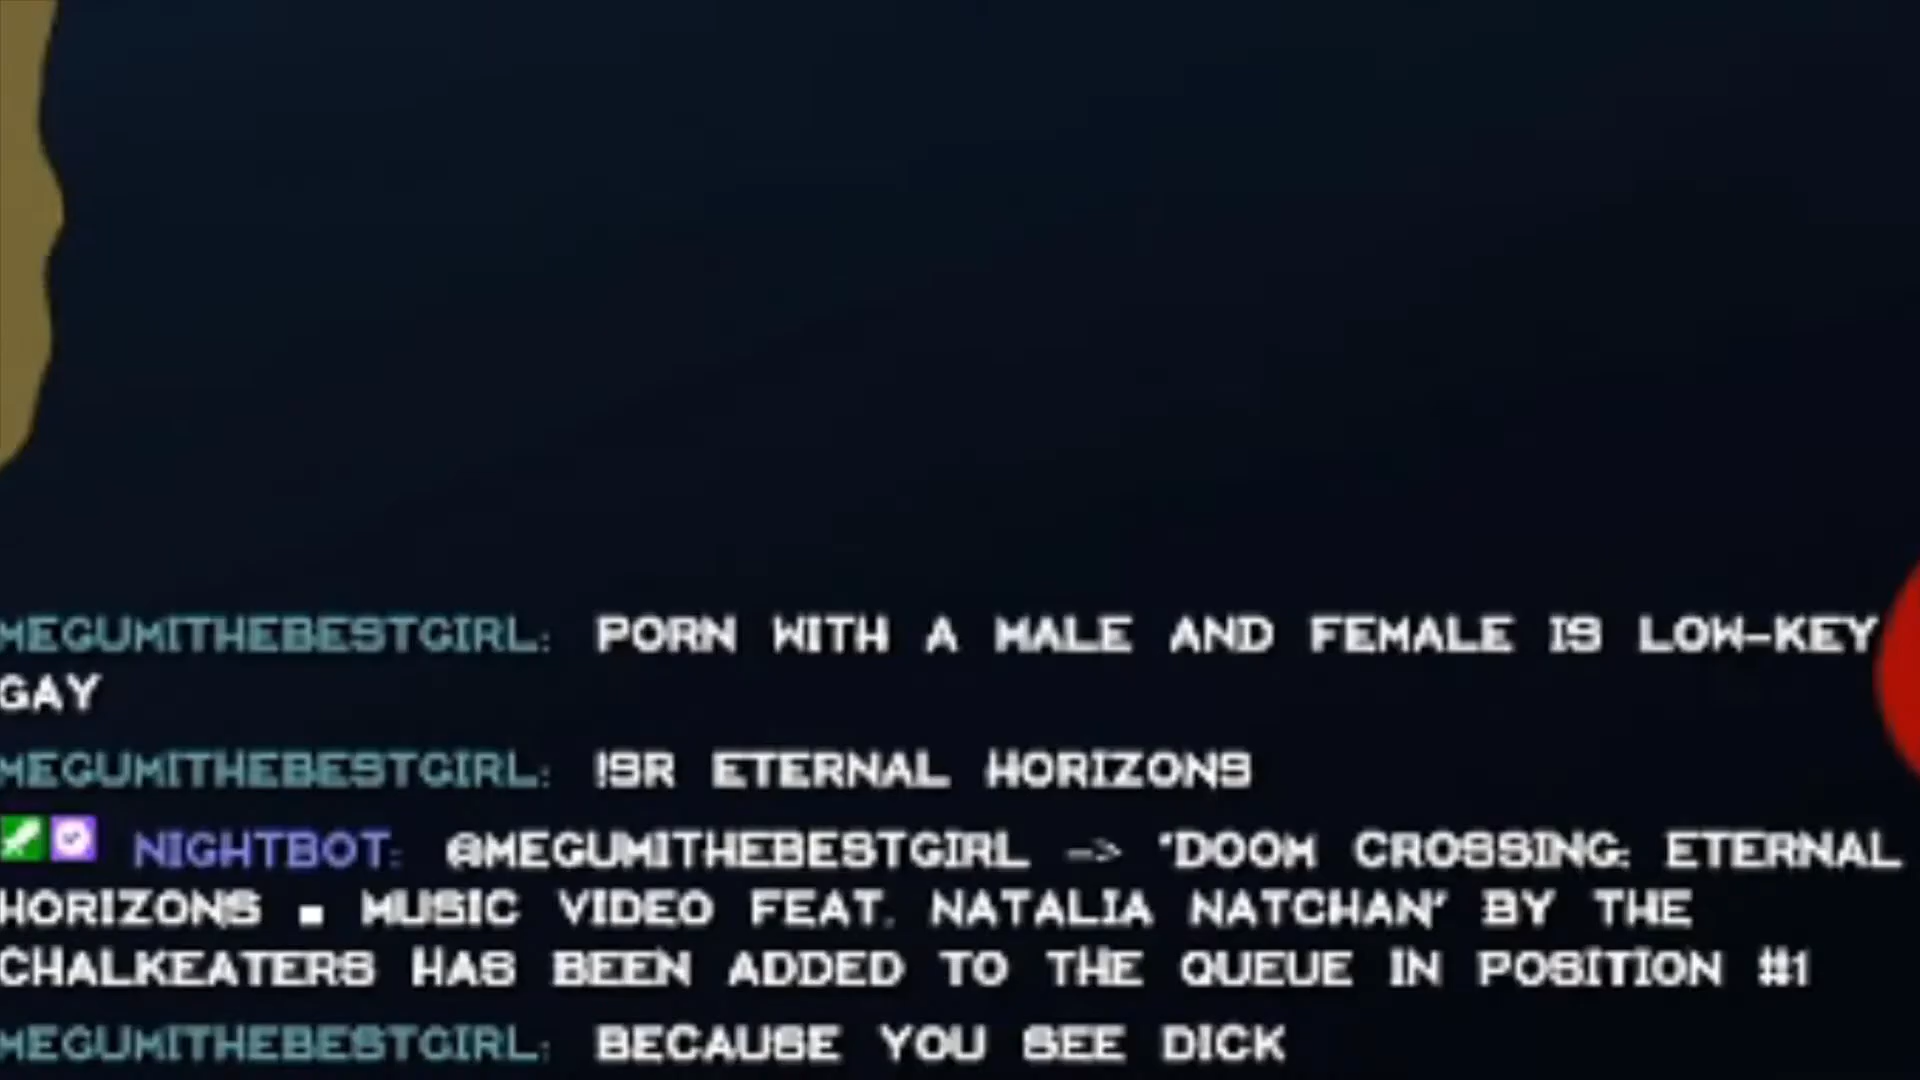 MEGUMITHEBESTGIRL: PORN WITH A MALE AND FEMALE IS LOW-KEY
GAY
MEGUMITHEBESTGIRL: !SR ETERNAL HORIZONS
NIGHTBOT: @MEGUMITHEBESTGIRL -> "DOOM CROSSING: ETERNAL
HORIZONS ■ MUSIC VIDEO FEAT. NATALIA NATCHAN" BY THE
CHALKEATERS HAS BEEN ADDED TO THE QUEUE IN POSITION #1
MEGUMITHEBESTGIRL: BECAUSE YOU SEE DICK